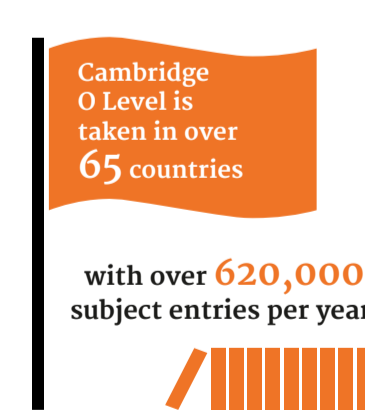 Cambridge
O Level is
taken in over
65 countries
with over 620,000
subject entries per year